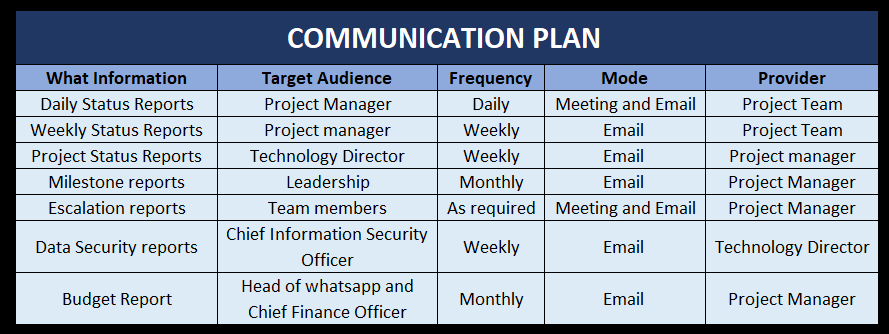 COMMUNICATION PLAN
What Information Target Audience Frequency Mode Provider
Daily Status Reports Project Manager Daily Meeting and Email Project Team
Weekly Status Reports Project manager Weekly Email Project Team
Project Status Reports Technology Director Weekly Email Project manager
Milestone reports Leadership Monthly Email Project Manager
Escalation reports Team members As required Meeting and Email Project Manager
Data Security reports Chief Information Security Officer Weekly Email Technology Director
Budget Report Head of whatsapp and Chief Finance Officer Monthly Email Project Manager